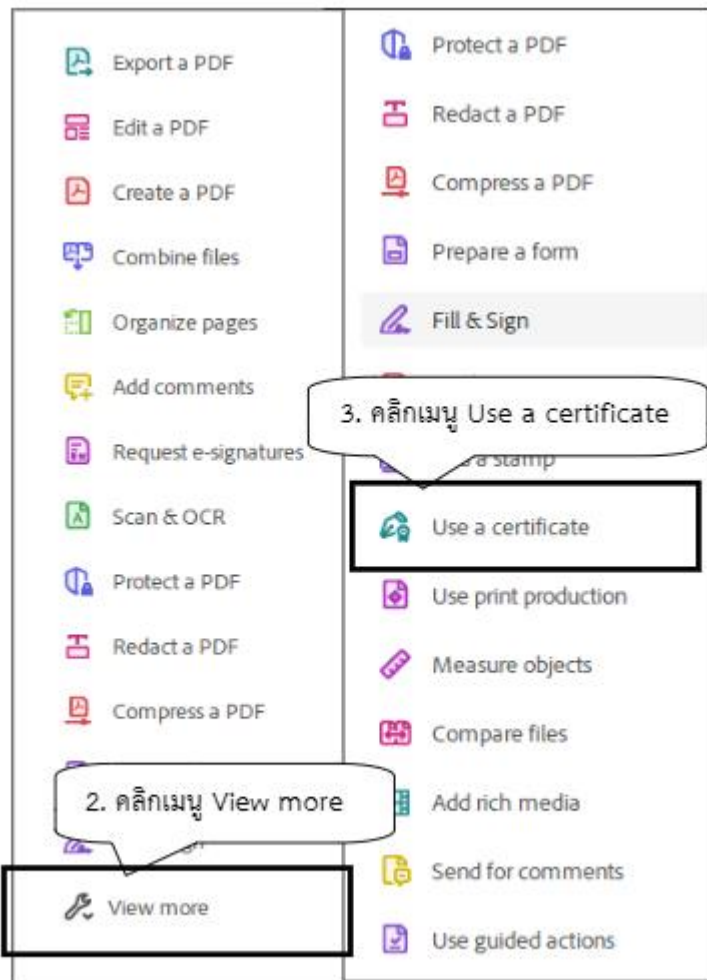 Export a PDF
Edit a PDF
Create a PDF
Combine files
Organize pages
Add comments
Request e-signatures
Scan & OCR
Protect a PDF
Redact a PDF
Compress a PDF
2. คลิกเมนู View more
View more
Protect a PDF
Redact a PDF
Compress a PDF
Prepare a form
Fill & Sign
3. คลิกเมนู Use a certificate
a stamp
Use a certificate
Use print production
Measure objects
Compare files
Add rich media
Send for comments
Use guided actions